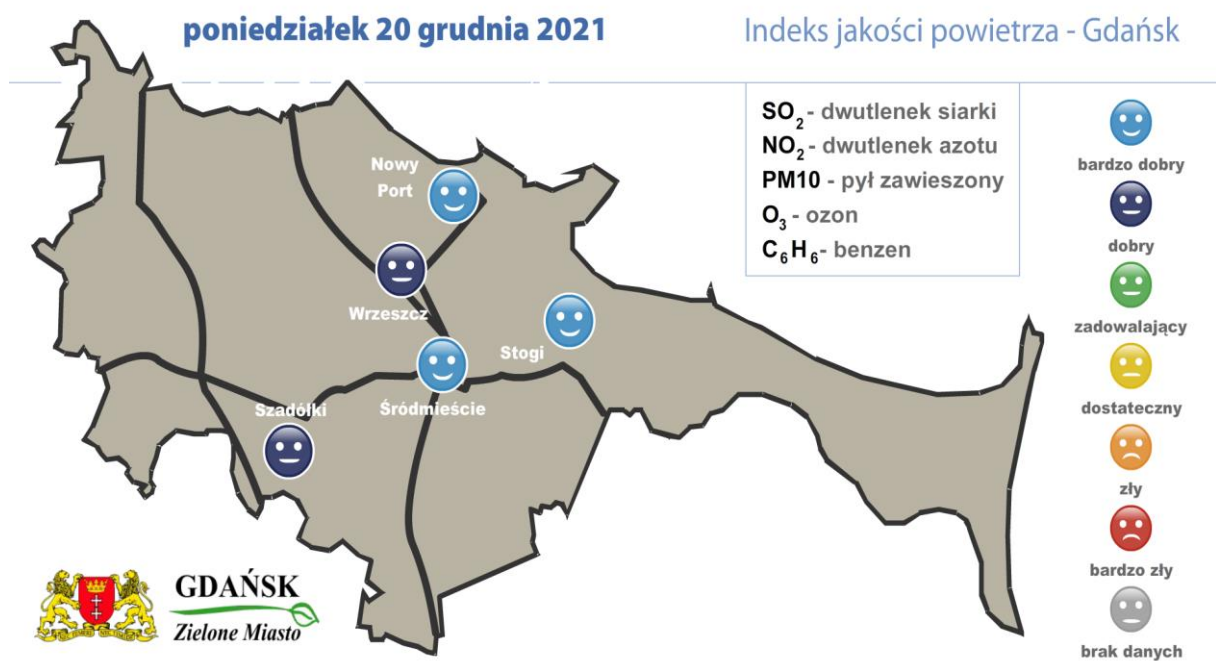 poniedziałek 20 grudnia 2021
Indeks jakości powietrza - Gdańsk
SO2 - dwutlenek siarki
NO2 - dwutlenek azotu
PM10 - pył zawieszony
O3 - ozon
C6H6 - benzen
bardzo dobry
dobry
zadowalający
dostateczny
zły
bardzo zły
brak danych
Nowy
Port
Wrzeszcz
Stogi
Śródmieście
Szadółki
GDAŃSK
Zielone Miasto